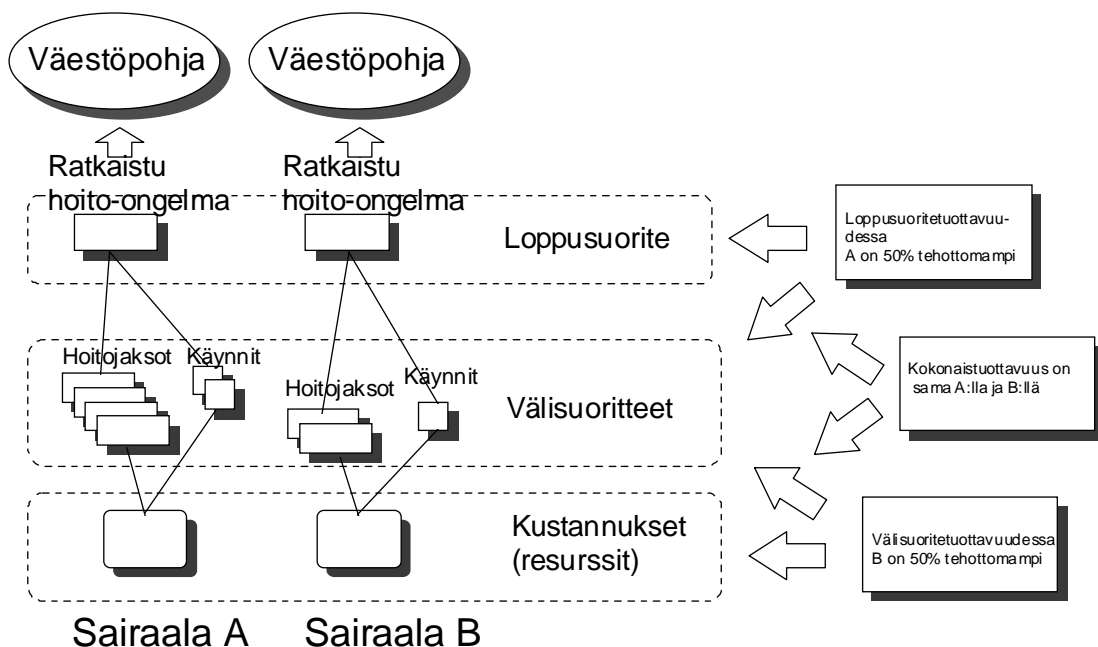 Väestöpohja
Väestöpohja
Ratkaistu
hoito-ongelma
Ratkaistu
hoito-ongelma
Loppusuorite
Loppusuoritetuottavuu-
dessa
A on 50% tehottomampi
Hoitojaksot
Käynnit
Hoitojaksot
Käynnit
Välisuoritteet
Kokonaistuottavuus on
sama A:lla ja B:llä
Kustannukset
(resurssit)
Välisuoritetuottavuudessa
B on 50% tehottomampi
Sairaala A
Sairaala B